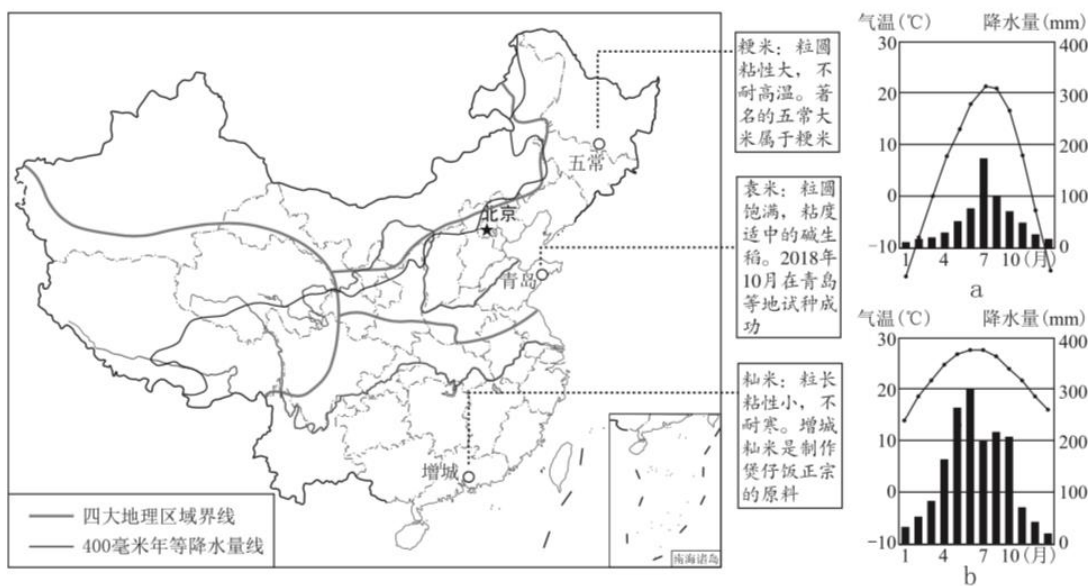 粳米：粒圆
粘性大，不
耐高温。著
名的五常大
米属于粳米
袁米：粒圆
饱满，粘度
适中的碱生
稻。2018年
10月在青岛
等地试种成
功
籼米：粒长
粘性小，不
耐寒。增城
籼米是制作
煲仔饭正宗
的原料
五常
北京
青岛
增城
四大地理区域界线
400毫米年等降水量线
南海诸岛
气温(℃) 降水量(mm)
30 400
20 300
10 200
0 100
-10 0
1 4 7 10(月)
a
气温(℃) 降水量(mm)
30 400
20 300
10 200
0 100
-10 0
1 4 7 10(月)
b